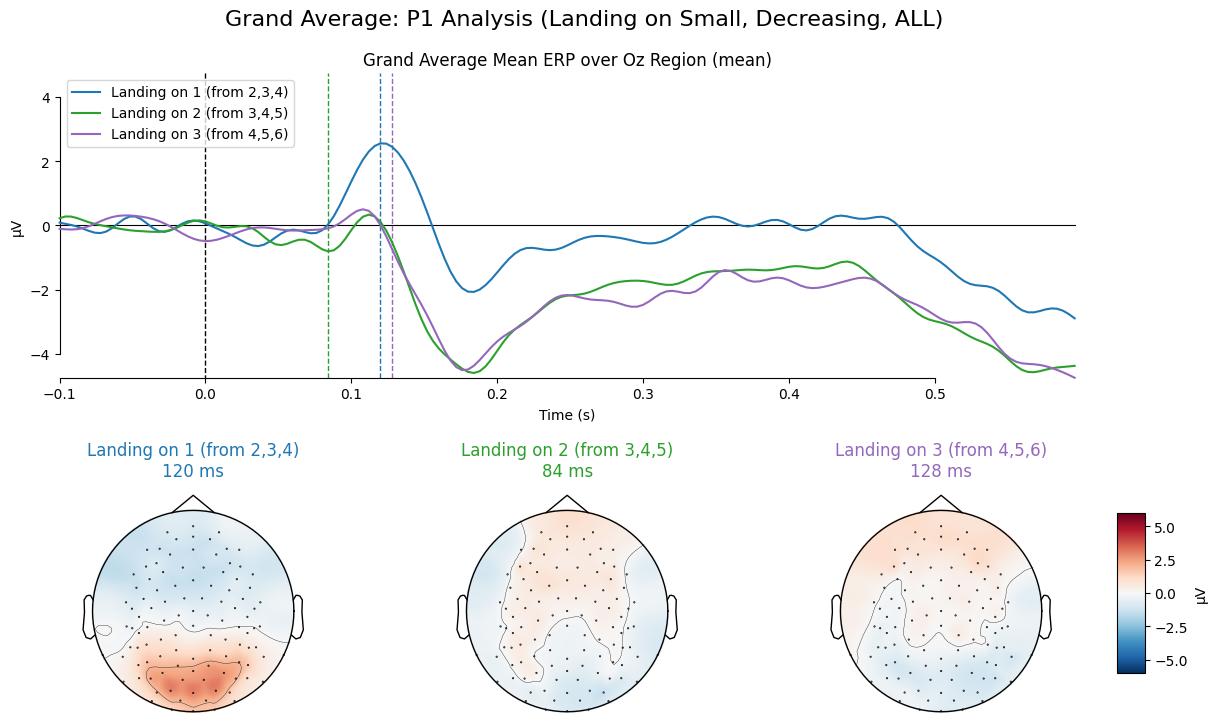 Grand Average: P1 Analysis (Landing on Small, Decreasing, ALL)
Grand Average Mean ERP over Oz Region (mean)
Landing on 1 (from 2,3,4)
Landing on 2 (from 3,4,5)
Landing on 3 (from 4,5,6)
4
2
0
−2
−4
µV
−0.1 0.0 0.1 0.2 0.3 0.4 0.5
Time (s)
Landing on 1 (from 2,3,4)
120 ms
Landing on 2 (from 3,4,5)
84 ms
Landing on 3 (from 4,5,6)
128 ms
5.0
2.5
0.0
−2.5
−5.0
µV